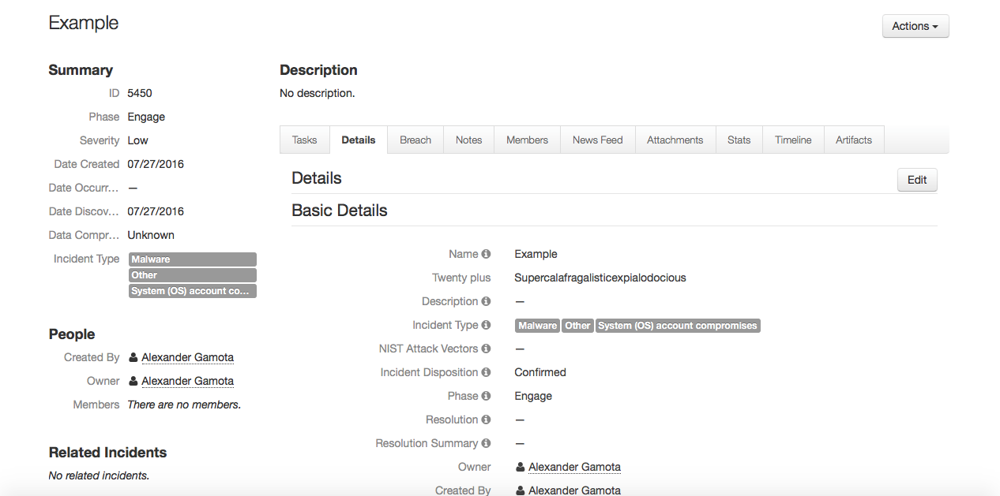 Example
Actions
Summary
ID 5450
Phase Engage
Severity Low
Date Created 07/27/2016
Date Occurr... —
Date Discov... 07/27/2016
Data Compr... Unknown
Incident Type Malware
Other
System (OS) account co...
People
Created By Alexander Gamota
Owner Alexander Gamota
Members There are no members.
Related Incidents
No related incidents.
Description
No description.
Tasks Details Breach Notes Members News Feed Attachments Stats Timeline Artifacts
Details
Edit
Basic Details
Name Example
Twenty plus Supercalafragalisticexpialodocious
Description —
Incident Type Malware Other System (OS) account compromises
NIST Attack Vectors —
Incident Disposition Confirmed
Phase Engage
Resolution —
Resolution Summary —
Owner Alexander Gamota
Created By Alexander Gamota